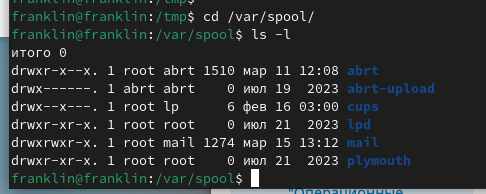 franklin@franklin:/tmp$
franklin@franklin:/tmp$ cd /var/spool/
franklin@franklin:/var/spool$ ls -l
итого 0
drwxr-x--x. 1 root abrt 1510 мар 11 12:08 abrt
drwx------. 1 abrt abrt    0 июл 19  2023 abrt-upload
drwx--x---. 1 root lp      6 фев 16 03:00 cups
drwxr-xr-x. 1 root root    0 июл 21  2023 lpd
drwxrwxr-x. 1 root mail 1274 мар 15 13:12 mail
drwxr-xr-x. 1 root root    0 июл 21  2023 plymouth
franklin@franklin:/var/spool$
"Операционные